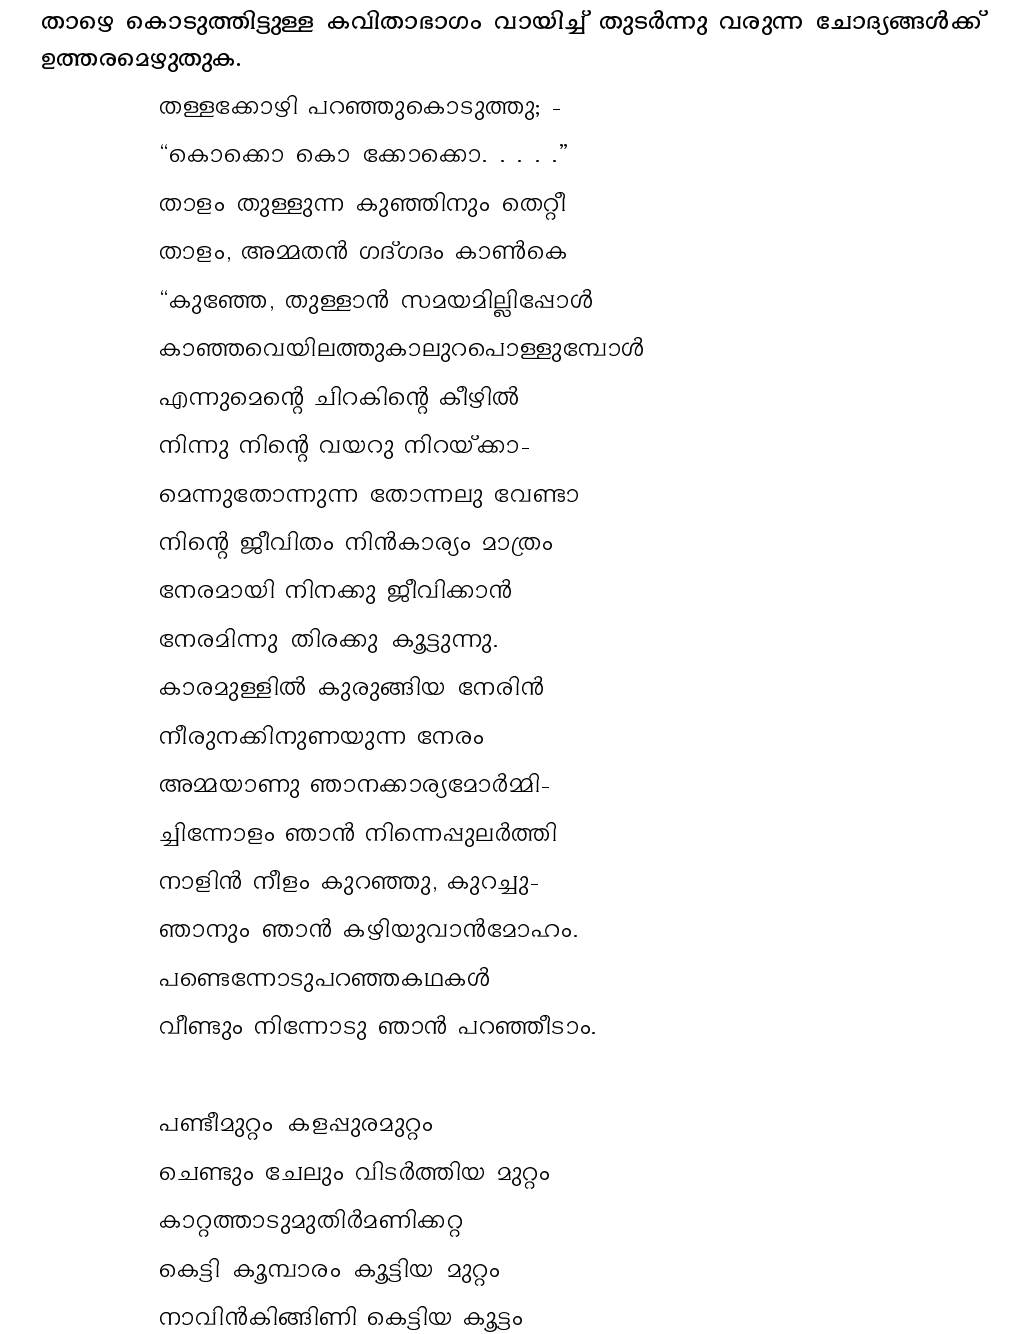 താഴെ കൊടുത്തിട്ടുള്ള കവിതാഭാഗം വായിച്ച് തുടർന്നു വരുന്ന ചോദ്യങ്ങൾക്ക്
ഉത്തരമെഴുതുക.
തള്ളക്കോഴി പറഞ്ഞുകൊടുത്തു; -
“കൊക്കൊ കൊ ക്കോക്കൊ. . . . .”
താളം തുള്ളുന്ന കുഞ്ഞിനും തെറ്റീ
താളം, അമ്മതൻ ഗദ്ഗദം കാൺകെ
“കുഞ്ഞേ, തുള്ളാൻ സമയമില്ലിപ്പോൾ
കാഞ്ഞവെയിലത്തുകാലുറപൊള്ളുമ്പോൾ
എന്നുമെന്റെ ചിറകിന്റെ കീഴിൽ
നിന്നു നിന്റെ വയറു നിറയ്ക്കാ-
മെന്നുതോന്നുന്ന തോന്നലു വേണ്ടാ
നിന്റെ ജീവിതം നിൻകാര്യം മാത്രം
നേരമായി നിനക്കു ജീവിക്കാൻ
നേരമിന്നു തിരക്കു കൂട്ടുന്നു.
കാരമുള്ളിൽ കുരുങ്ങിയ നേരിൻ
നീരുനക്കിനുണയുന്ന നേരം
അമ്മയാണു ഞാനക്കാര്യമോർമ്മി-
ച്ചിന്നോളം ഞാൻ നിന്നെപ്പുലർത്തി
നാളിൻ നീളം കുറഞ്ഞു, കുറച്ചു-
ഞാനും ഞാൻ കഴിയുവാൻമോഹം.
പണ്ടെന്നോടുപറഞ്ഞകഥകൾ
വീണ്ടും നിന്നോടു ഞാൻ പറഞ്ഞീടാം.
പണ്ടീമുറ്റം കളപ്പുരമുറ്റം
ചെണ്ടും ചേലും വിടർത്തിയ മുറ്റം
കാറ്റത്താടുമുതിർമണിക്കറ്റ
കെട്ടി കൂമ്പാരം കൂട്ടിയ മുറ്റം
നാവിൻകിങ്ങിണി കെട്ടിയ കൂട്ടം